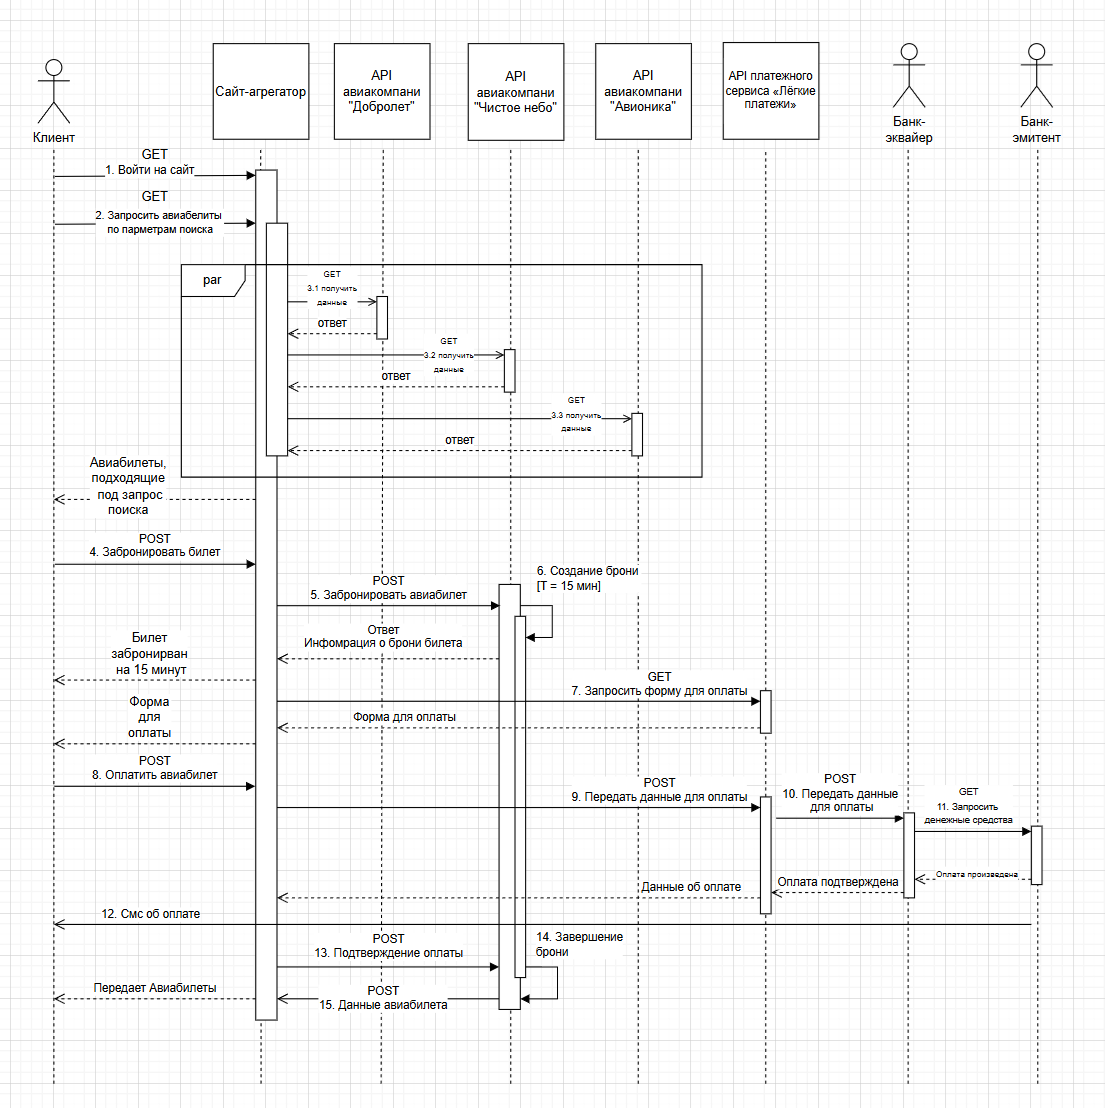 Клиент
Сайт-агрегатор
API
авиакомпани
"Добролет"
API
авиакомпани
"Чистое небо"
API
авиакомпани
"Авионика"
API платежного
сервиса «Лёгкие
платежи»
Банк-
эквайер
Банк-
эмитент
GET
1. Войти на сайт
GET
2. Запросить авиабелиты
по парметрам поиска
par
GET
3.1 получить
данные
ответ
GET
3.2 получить
данные
ответ
GET
3.3 получить
данные
ответ
Авиабилеты,
подходящие
под запрос
поиска
POST
4. Забронировать билет
POST
5. Забронировать авиабилет
6. Создание брони
[T = 15 мин]
Ответ
Инфомрация о брони билета
Билет
забронирван
на 15 минут
GET
7. Запросить форму для оплаты
Форма для оплаты
Форма
для
оплаты
POST
8. Оплатить авиабилет
POST
9. Передать данные для оплаты
POST
10. Передать данные
для оплаты
GET
11. Запросить
денежные средства
Оплата произведена
Оплата подтверждена
Данные об оплате
12. Смс об оплате
POST
13. Подтверждение оплаты
14. Завершение
брони
POST
15. Данные авиабилета
Передает Авиабилеты